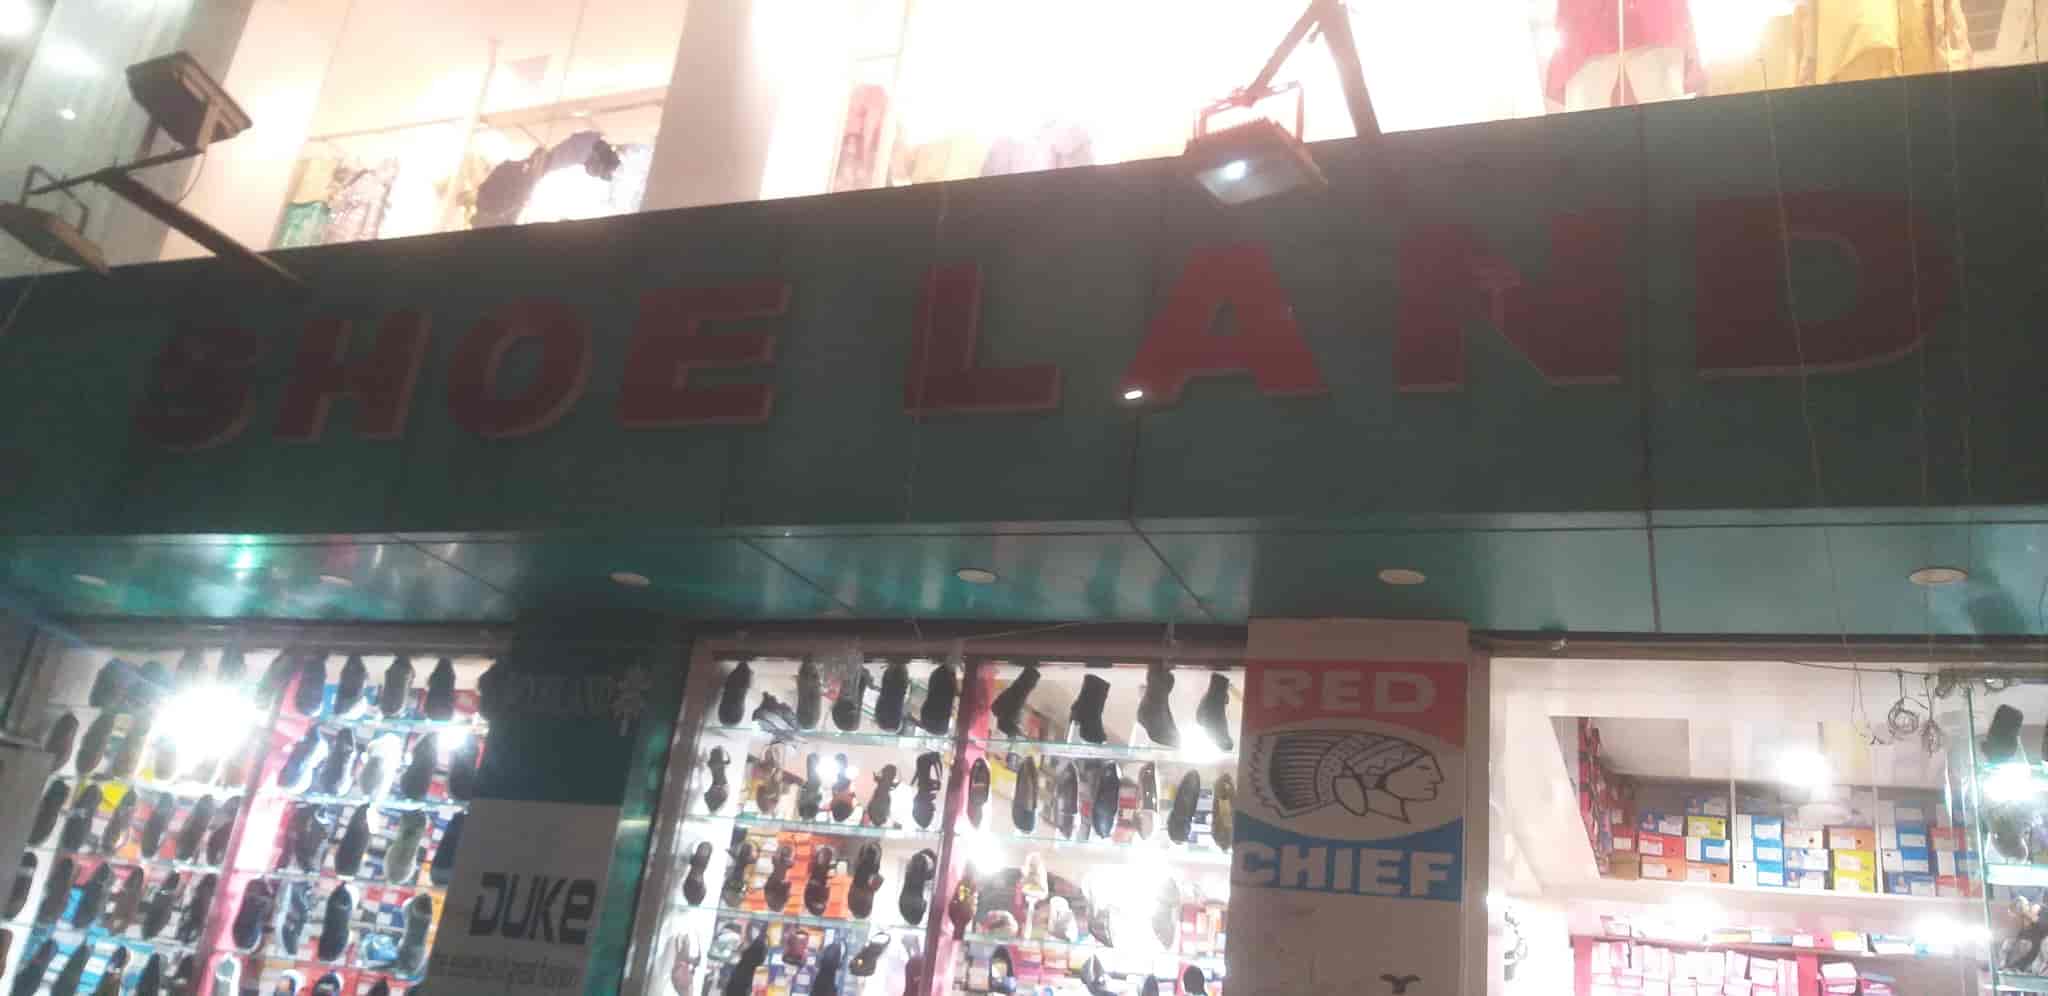 SHOE LAND
RED
CHIEF
DUKE